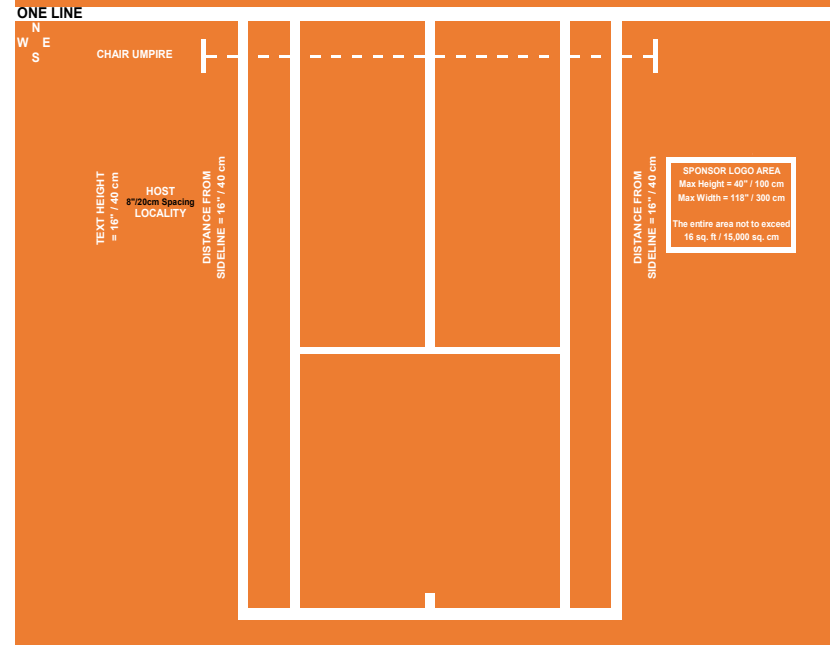 ONE LINE
N
W E
S
CHAIR UMPIRE
TEXT HEIGHT
= 16" / 40 cm
HOST
8"/20cm Spacing
LOCALITY
DISTANCE FROM
SIDELINE = 16" / 40 cm
DISTANCE FROM
SIDELINE = 16" / 40 cm
SPONSOR LOGO AREA
Max Height = 40" / 100 cm
Max Width = 118" / 300 cm
The entire area not to exceed
16 sq. ft / 15,000 sq. cm